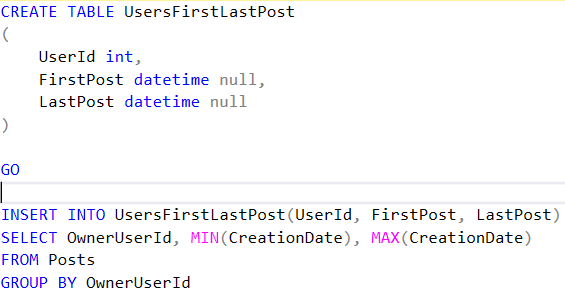 CREATE TABLE UsersFirstLastPost
(
    UserId int,
    FirstPost datetime null,
    LastPost datetime null
)
GO
INSERT INTO UsersFirstLastPost(UserId, FirstPost, LastPost)
SELECT OwnerUserId, MIN(CreationDate), MAX(CreationDate)
FROM Posts
GROUP BY OwnerUserId